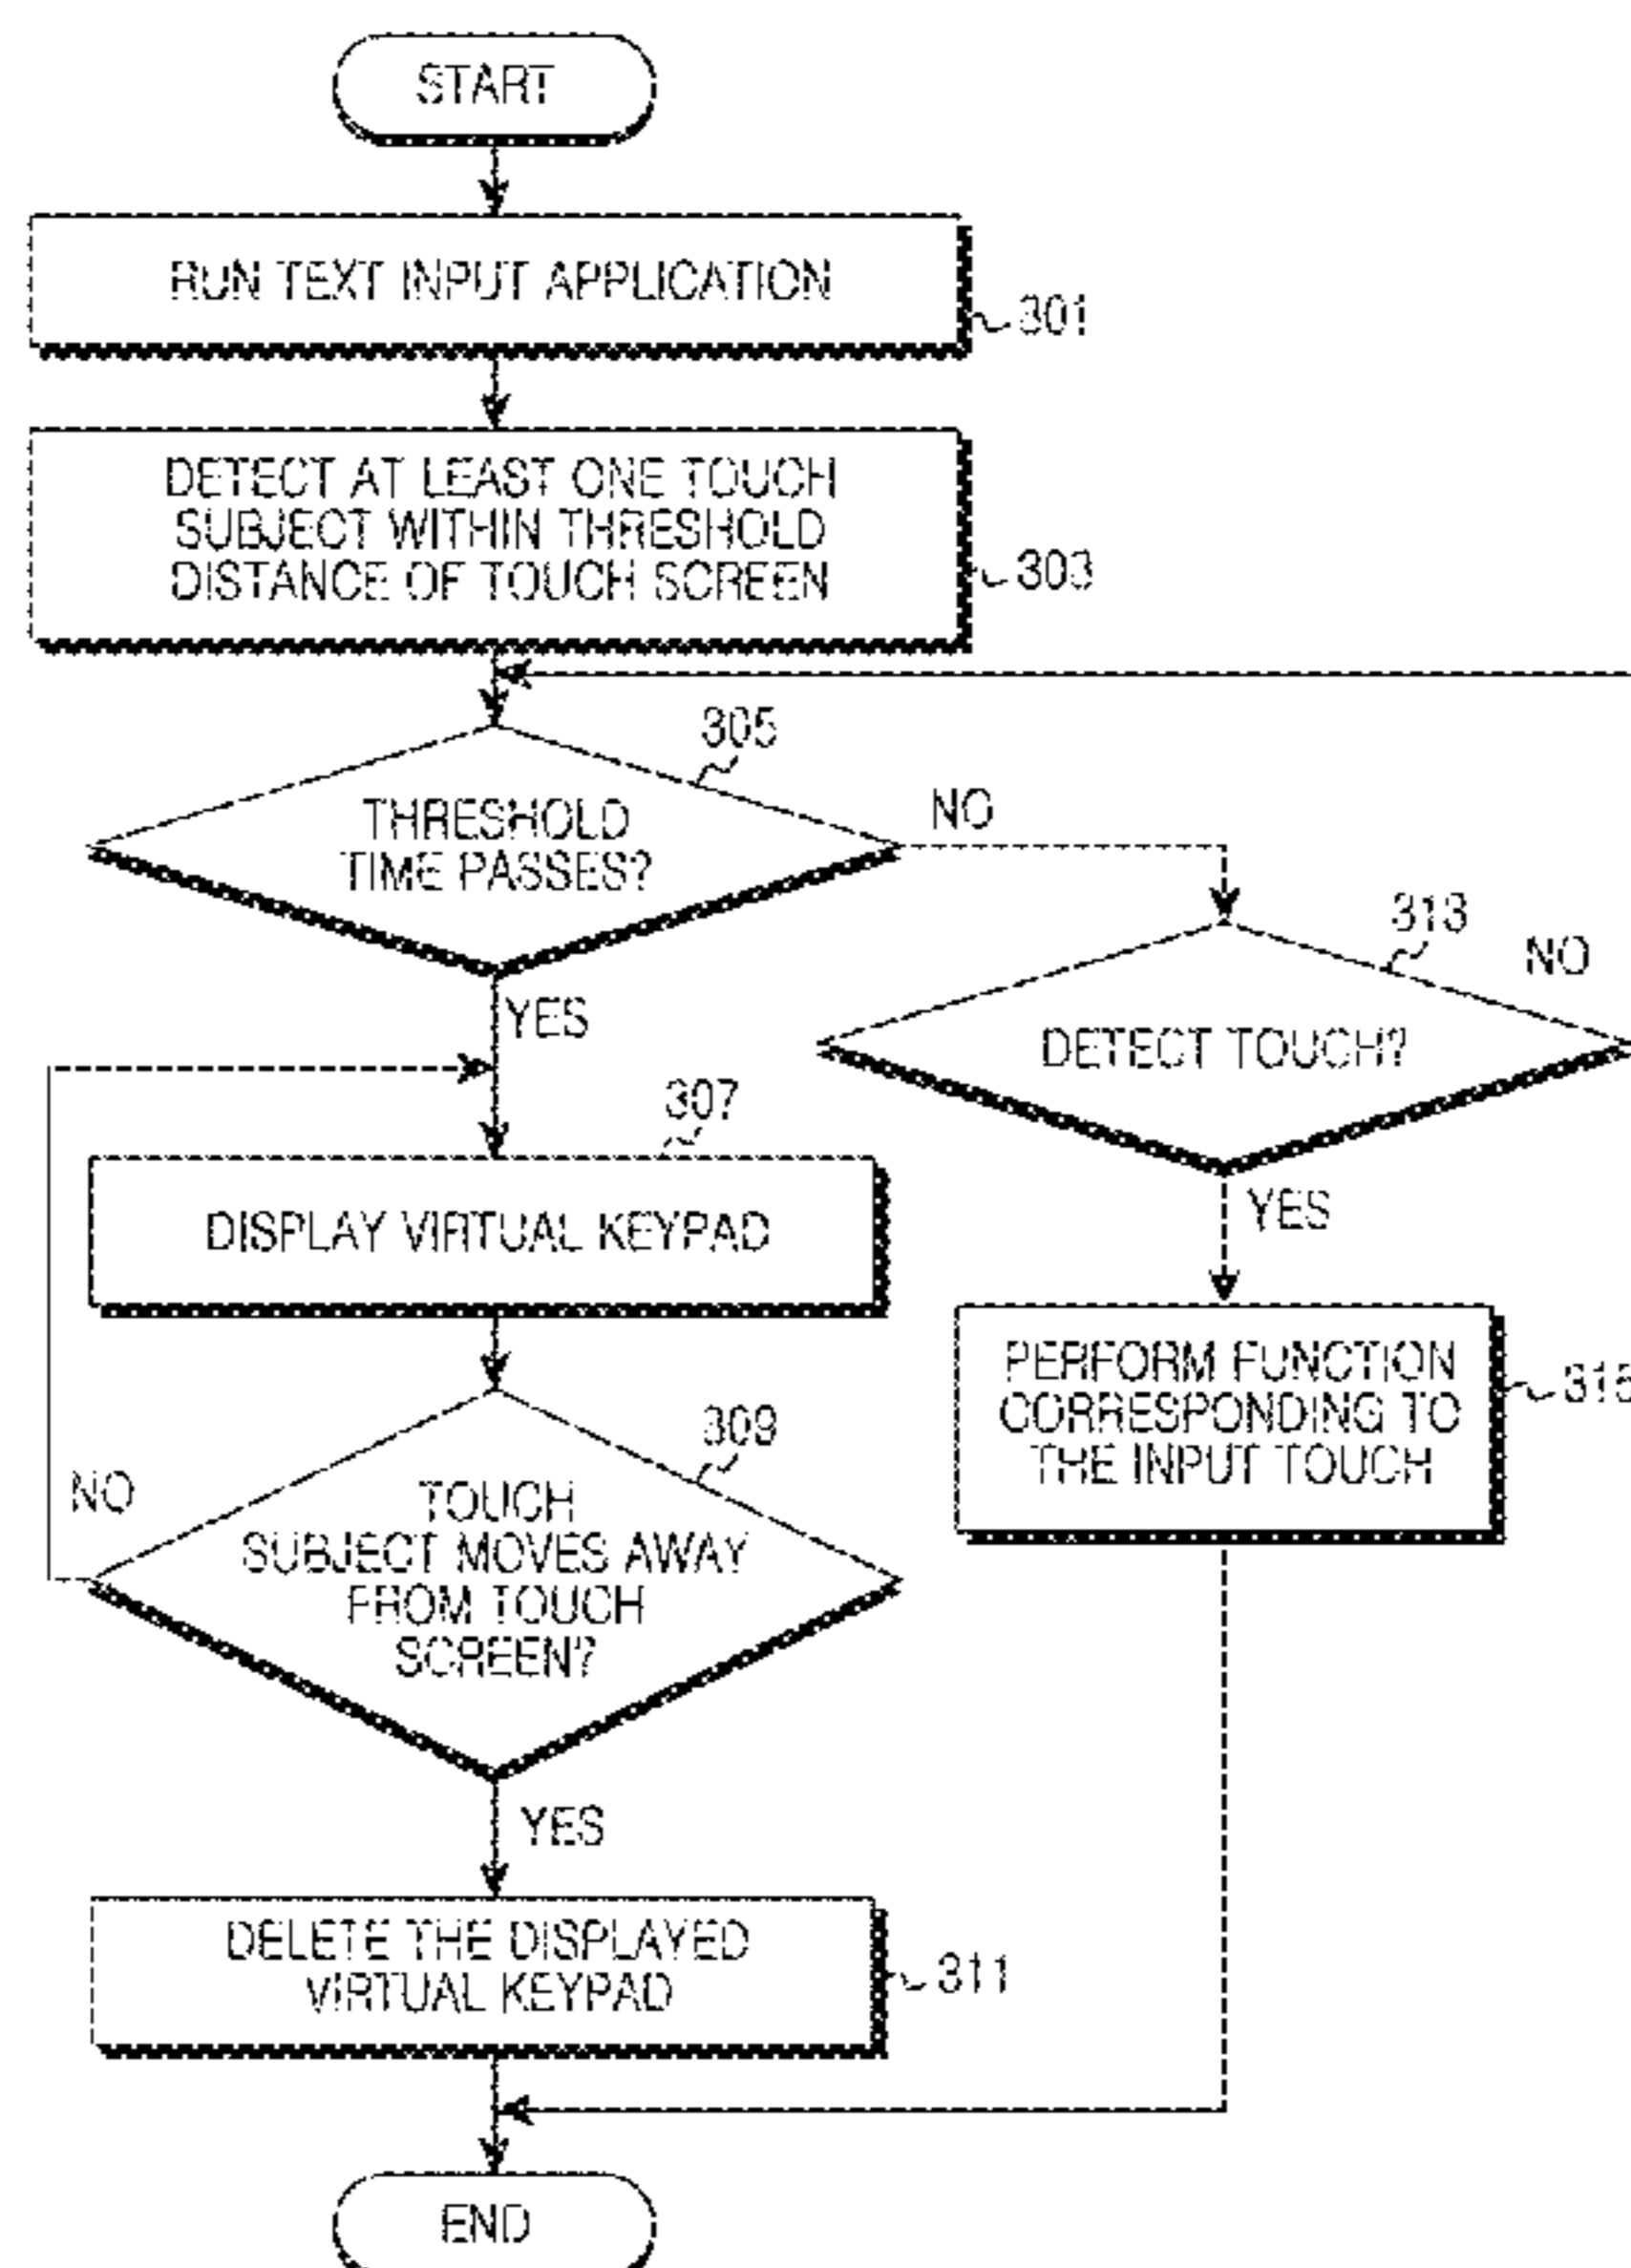 START
RUN TEXT INPUT APPLICATION
301
DETECT AT LEAST ONE TOUCH
SUBJECT WITHIN THRESHOLD
DISTANCE OF TOUCH SCREEN
303
305
THRESHOLD
TIME PASSES?
NO
YES
313
NO
DETECT TOUCH?
YES
307
DISPLAY VIRTUAL KEYPAD
PERFORM FUNCTION
CORRESPONDING TO
THE INPUT TOUCH
315
309
NO
TOUCH
SUBJECT MOVES AWAY
FROM TOUCH
SCREEN?
YES
DELETE THE DISPLAYED
VIRTUAL KEYPAD
311
END